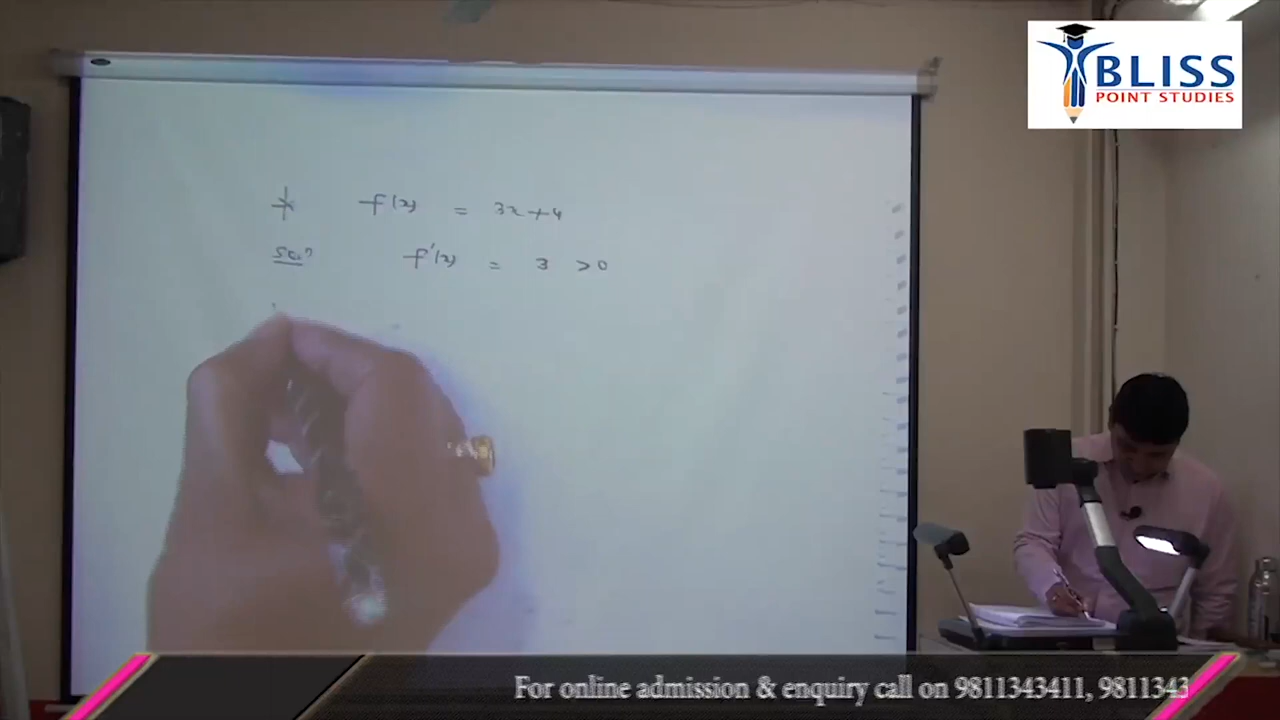 BLISS
POINT STUDIES
* f(x) = 3x+4
Sol^n f'(x) = 3 >0
For online admission & enquiry call on 9811343411, 9811343